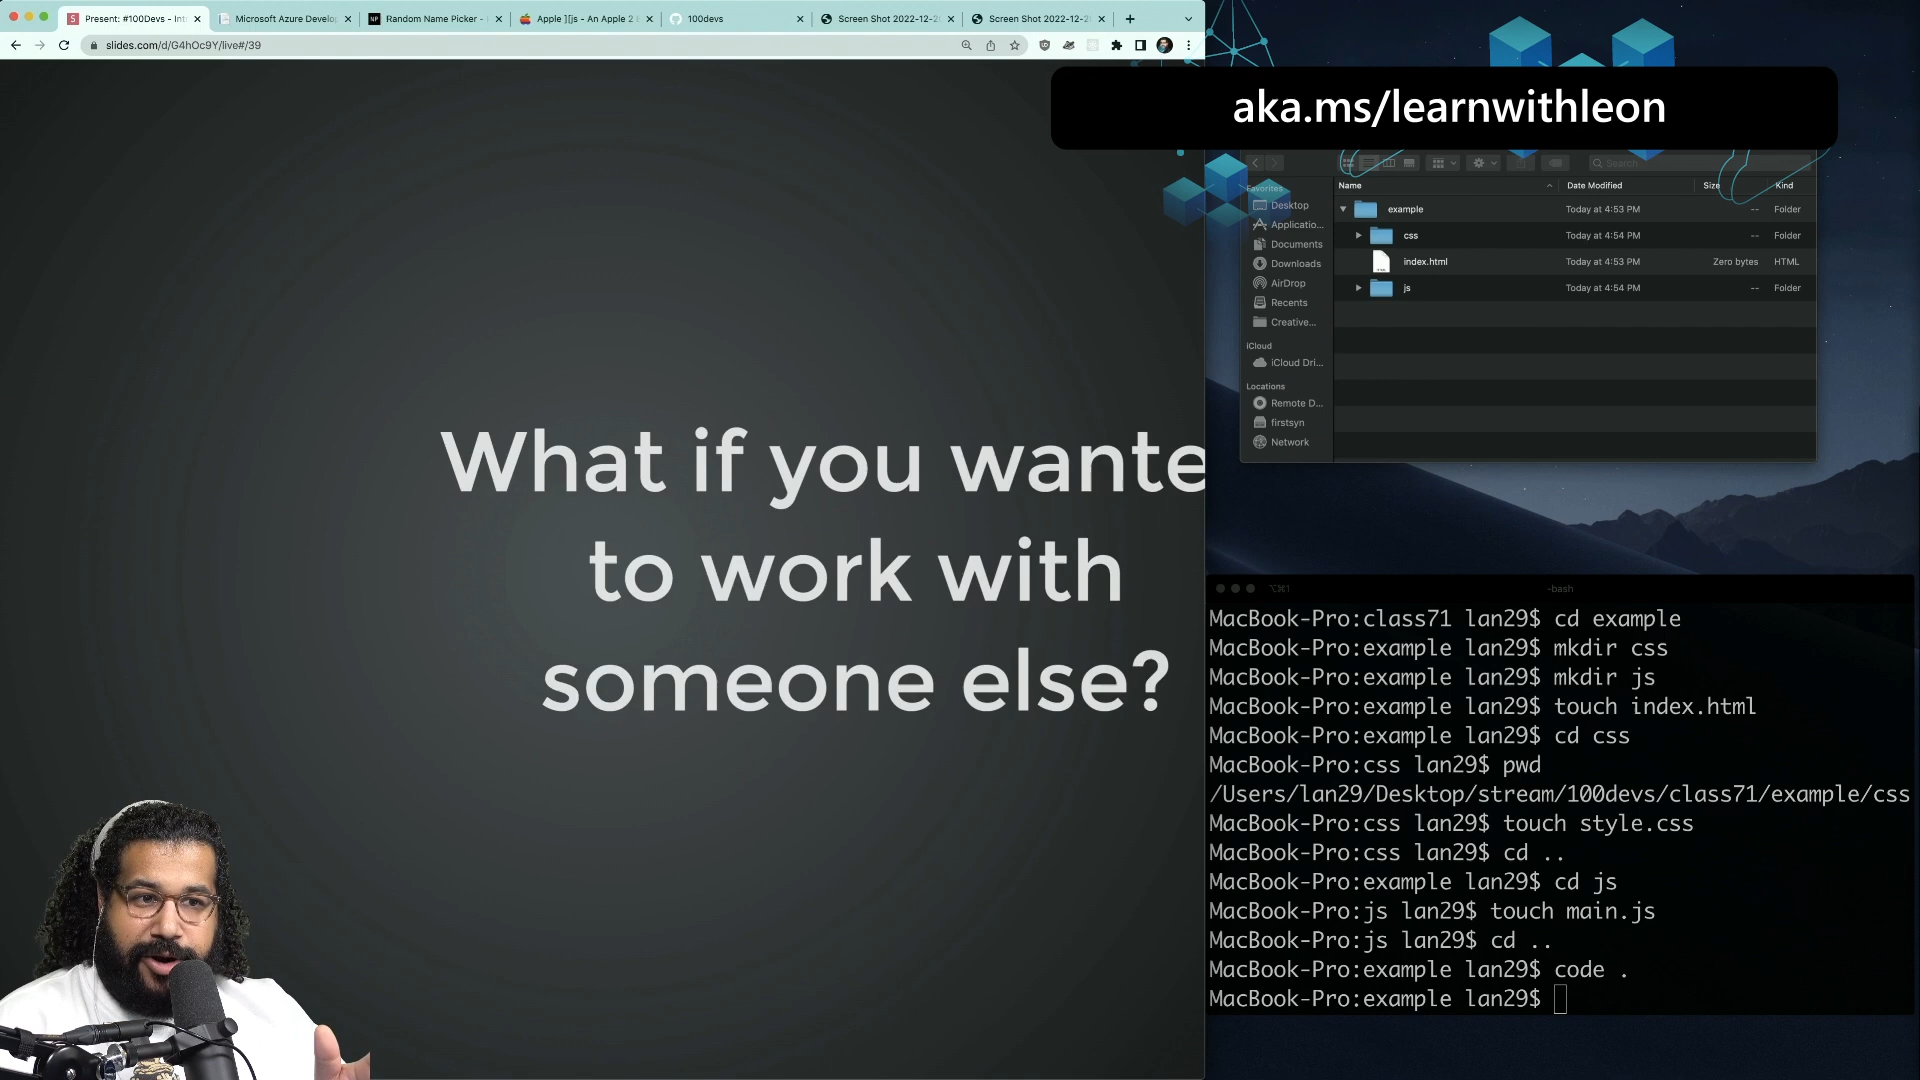 Present: #100Devs - Int
Microsoft Azure Develop
Random Name Picker -
Apple ][js - An Apple 2
100devs
Screen Shot 2022-12-2
Screen Shot 2022-12-2
slides.com/d/G4hOc9Y/live#/39
aka.ms/learnwithleon
What if you wante
to work with
someone else?
Search
Favorites
Desktop
Applicatio...
Documents
Downloads
AirDrop
Recents
Creative...
iCloud
iCloud Dri...
Locations
Remote D...
firstsyn
Network
Name Date Modified Size Kind
example Today at 4:53 PM -- Folder
css Today at 4:54 PM -- Folder
index.html Today at 4:53 PM Zero bytes HTML
js Today at 4:54 PM -- Folder
⌥⌘1 -bash
MacBook-Pro:class71 lan29$ cd example
MacBook-Pro:example lan29$ mkdir css
MacBook-Pro:example lan29$ mkdir js
MacBook-Pro:example lan29$ touch index.html
MacBook-Pro:example lan29$ cd css
MacBook-Pro:css lan29$ pwd
/Users/lan29/Desktop/stream/100devs/class71/example/css
MacBook-Pro:css lan29$ touch style.css
MacBook-Pro:css lan29$ cd ..
MacBook-Pro:example lan29$ cd js
MacBook-Pro:js lan29$ touch main.js
MacBook-Pro:js lan29$ cd ..
MacBook-Pro:example lan29$ code .
MacBook-Pro:example lan29$